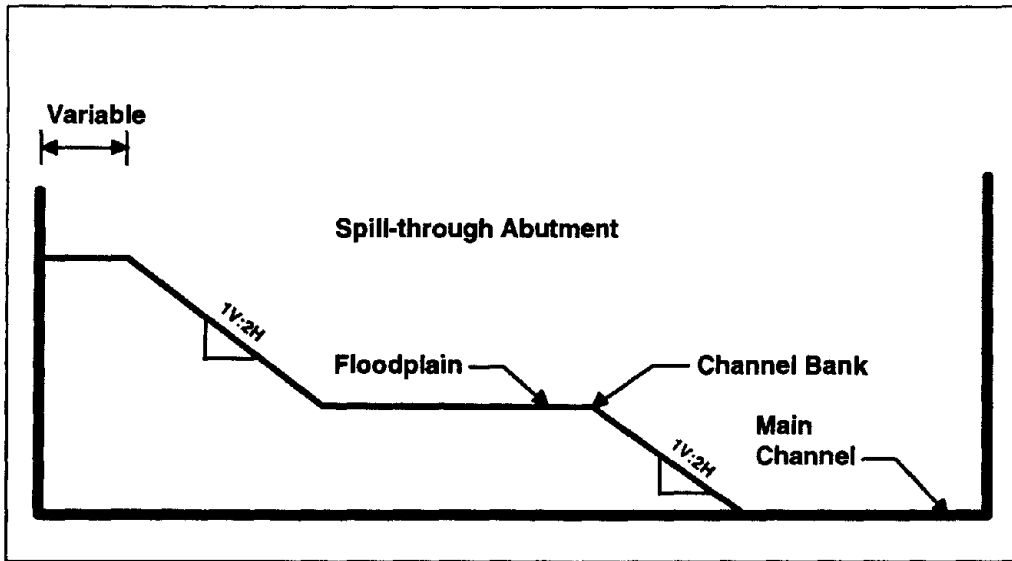 Variable
Spill-through Abutment
1V:2H
Floodplain
Channel Bank
1V:2H
Main
Channel